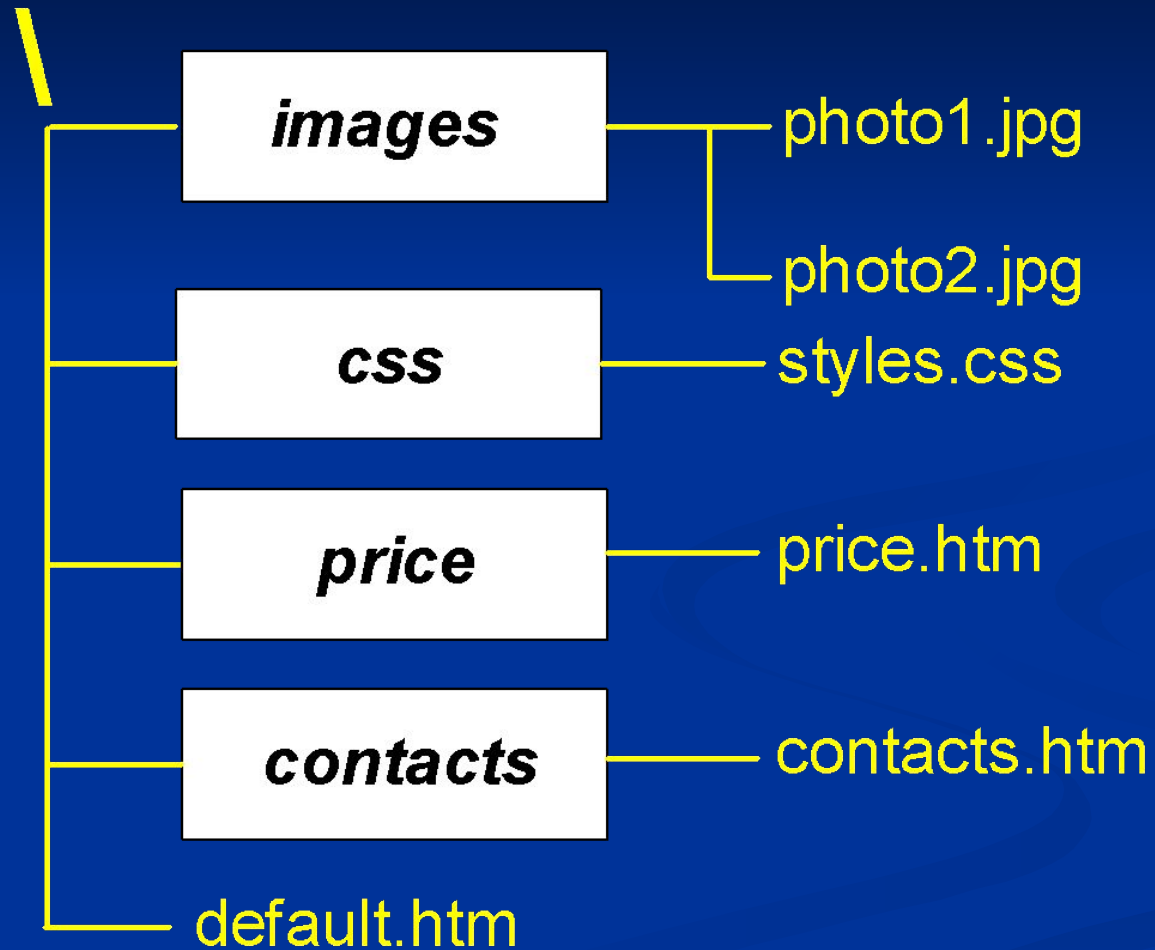 \
images
photo1.jpg
photo2.jpg
css
styles.css
price
price.htm
contacts
contacts.htm
default.htm